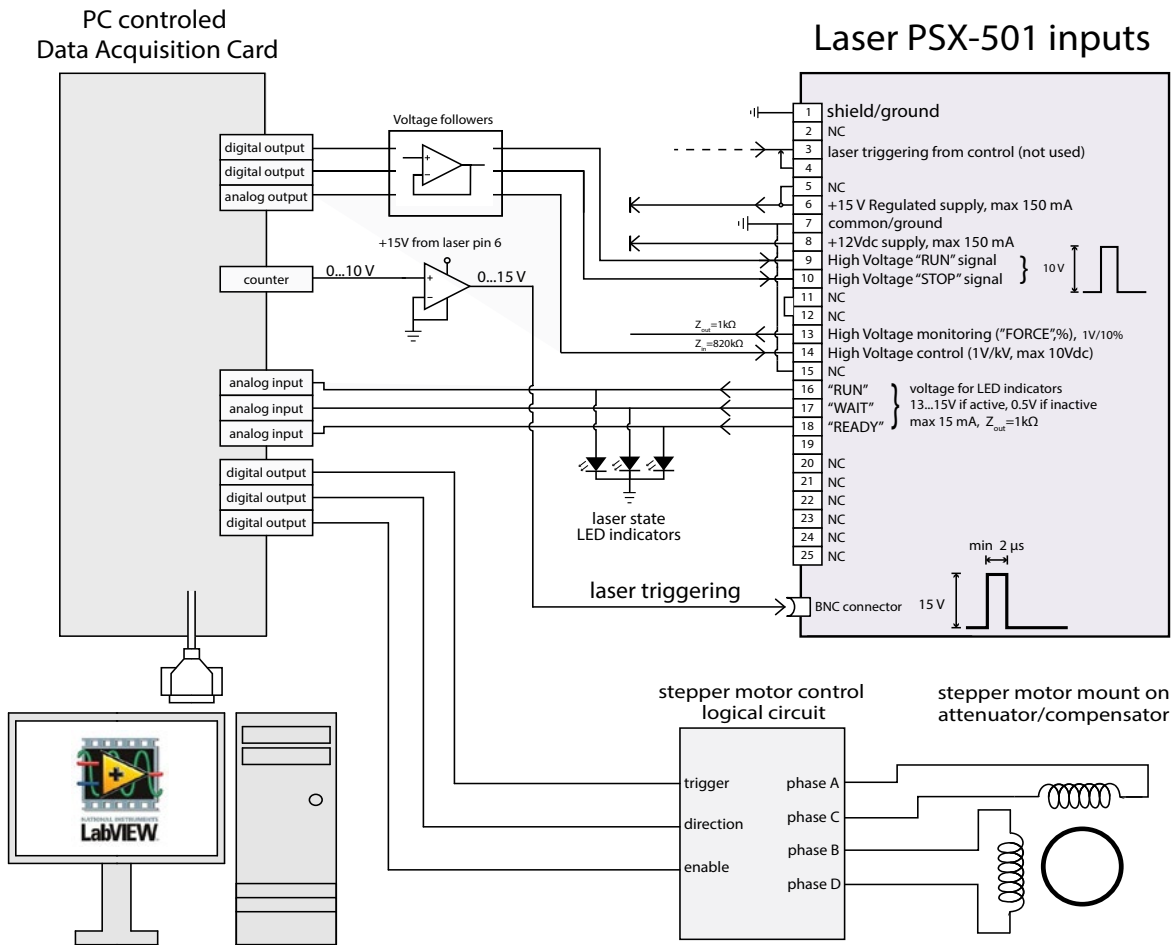 PC controled
Data Acquisition Card
Laser PSX-501 inputs
digital output
digital output
analog output
counter
analog input
analog input
analog input
digital output
digital output
digital output
Voltage followers
+
−
+15V from laser pin 6
0...10 V
+
−
0...15 V
1 shield/ground
2 NC
3 laser triggering from control (not used)
4
5 NC
6 +15 V Regulated supply, max 150 mA
7 common/ground
8 +12Vdc supply, max 150 mA
9 High Voltage “RUN” signal
10 High Voltage “STOP” signal
} 10 V
11 NC
12 NC
Zout=1kΩ
13 High Voltage monitoring (”FORCE”,%), 1V/10%
Zin=820kΩ
14 High Voltage control (1V/kV, max 10Vdc)
15 NC
16 “RUN”
17 “WAIT”
18 “READY”
} voltage for LED indicators
13...15V if active, 0.5V if inactive
max 15 mA, Zout=1kΩ
19
20 NC
21 NC
22 NC
23 NC
24 NC
25 NC
laser state
LED indicators
laser triggering
BNC connector
15 V
min 2 µs
NATIONAL INSTRUMENTS
LabVIEW
stepper motor control
logical circuit
trigger
direction
enable
phase A
phase C
phase B
phase D
stepper motor mount on
attenuator/compensator